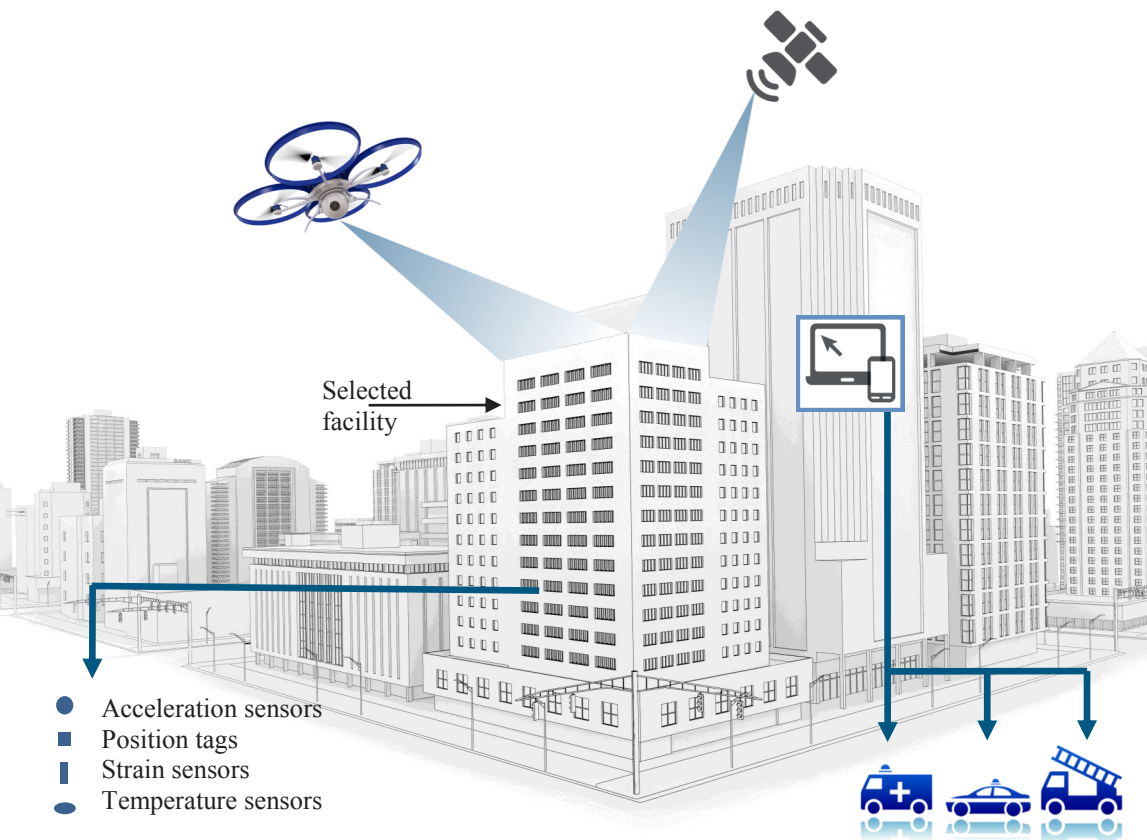 Selected
facility
Acceleration sensors
Position tags
Strain sensors
Temperature sensors